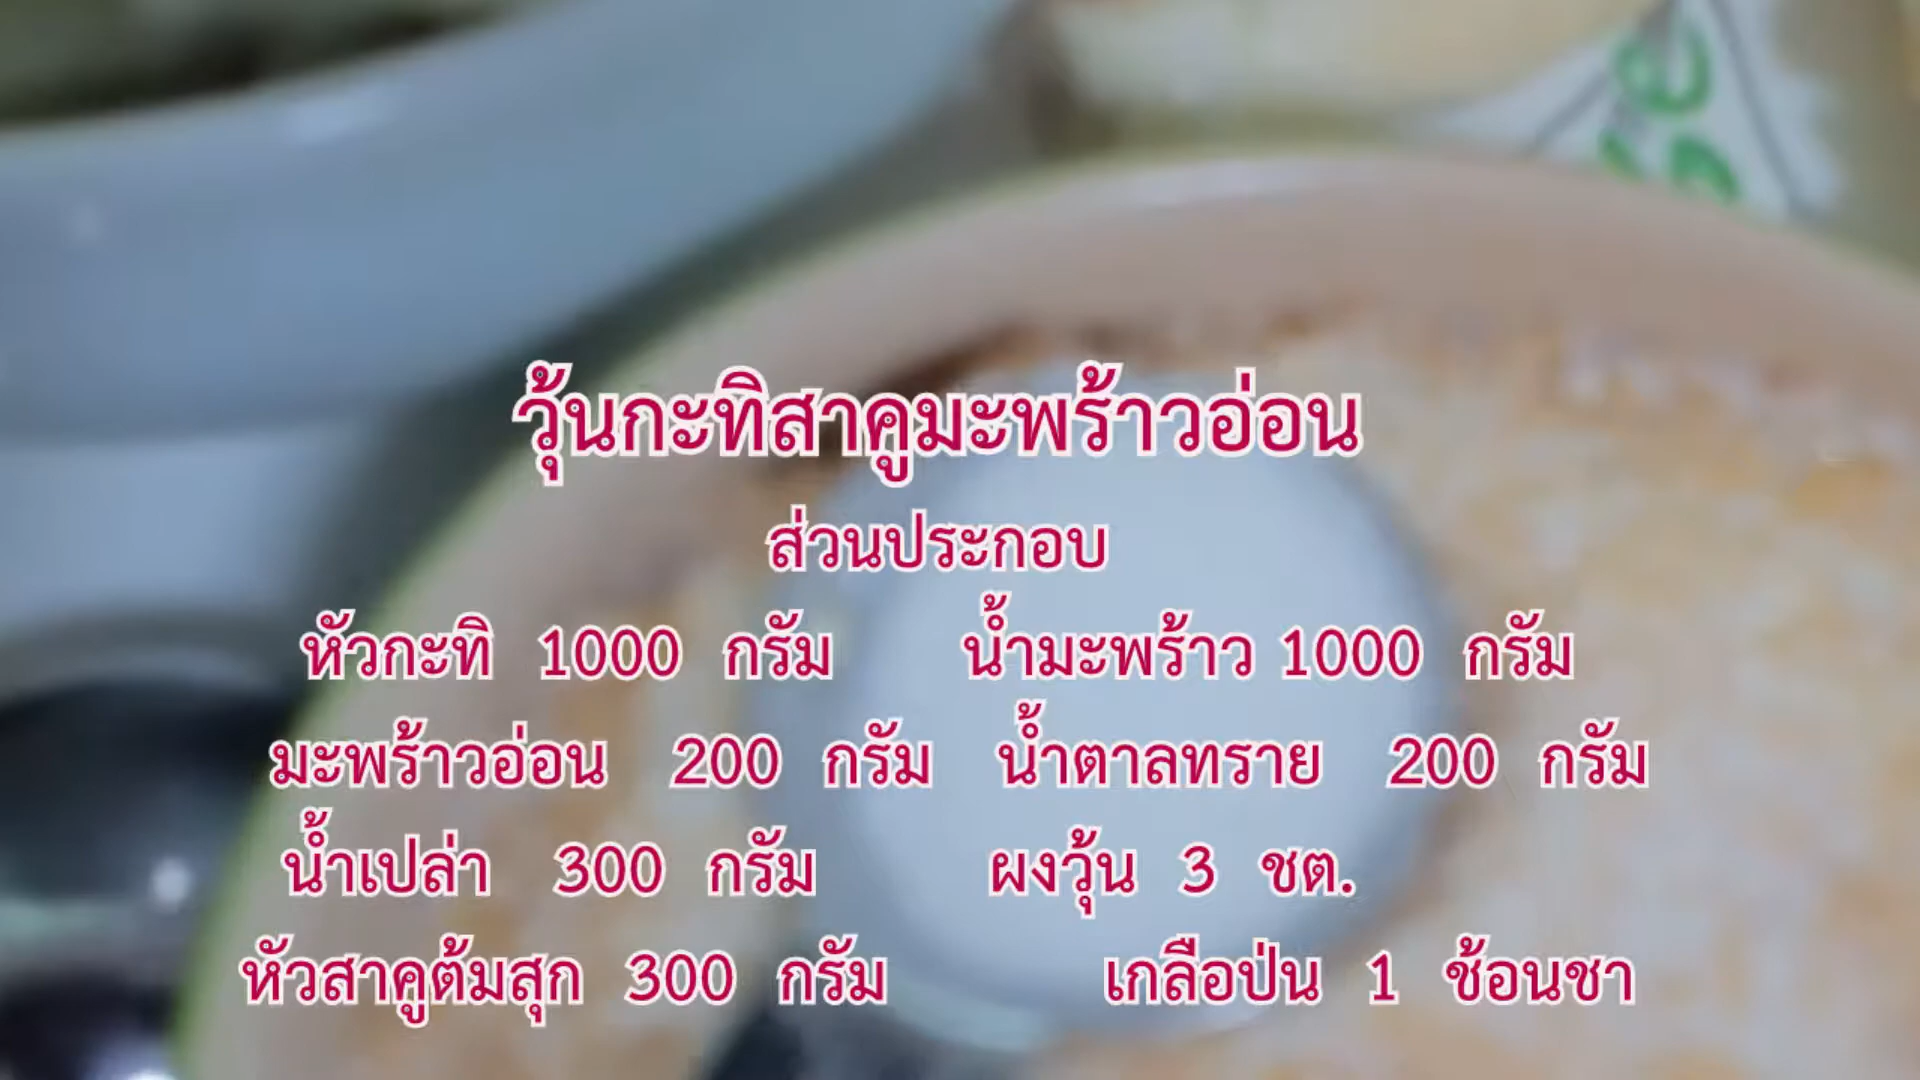 วุ้นกะทิสาคูมะพร้าวอ่อน
ส่วนประกอบ
หัวกะทิ 1000 กรัม น้ำมะพร้าว 1000 กรัม
มะพร้าวอ่อน 200 กรัม น้ำตาลทราย 200 กรัม
น้ำเปล่า 300 กรัม ผงวุ้น 3 ชต.
หัวสาคูต้มสุก 300 กรัม เกลือป่น 1 ช้อนชา